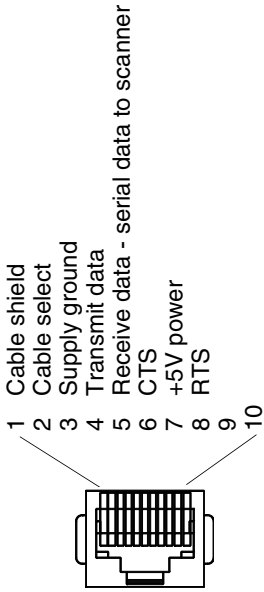 1 Cable shield
2 Cable select
3 Supply ground
4 Transmit data
5 Receive data - serial data to scanner
6 CTS
7 +5V power
8 RTS
9
10